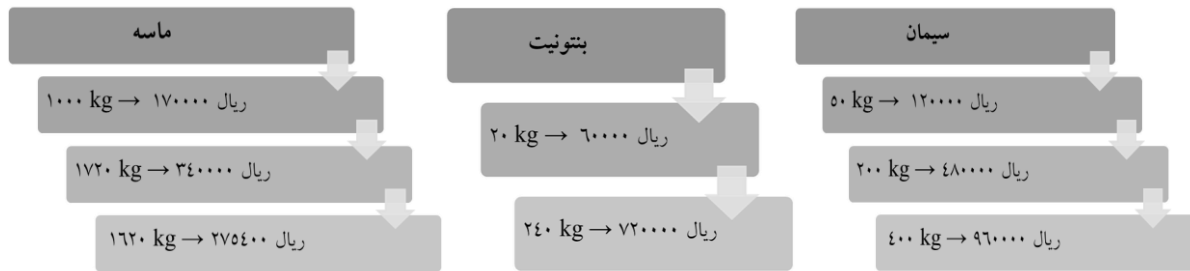 ماسه
۱۰۰۰ kg → ۱۷۰۰۰۰ ریال
۱۷۲۰ kg → ۳٤۰۰۰۰ ریال
۱٦۲۰ kg → ۲۷٥٤۰۰ ریال
بنتونیت
۲۰ kg → ٦۰۰۰۰ ریال
۲٤۰ kg → ۷۲۰۰۰۰ ریال
سیمان
٥۰ kg → ۱۲۰۰۰۰ ریال
۲۰۰ kg → ٤۸۰۰۰۰ ریال
٤۰۰ kg → ۹٦۰۰۰۰ ریال